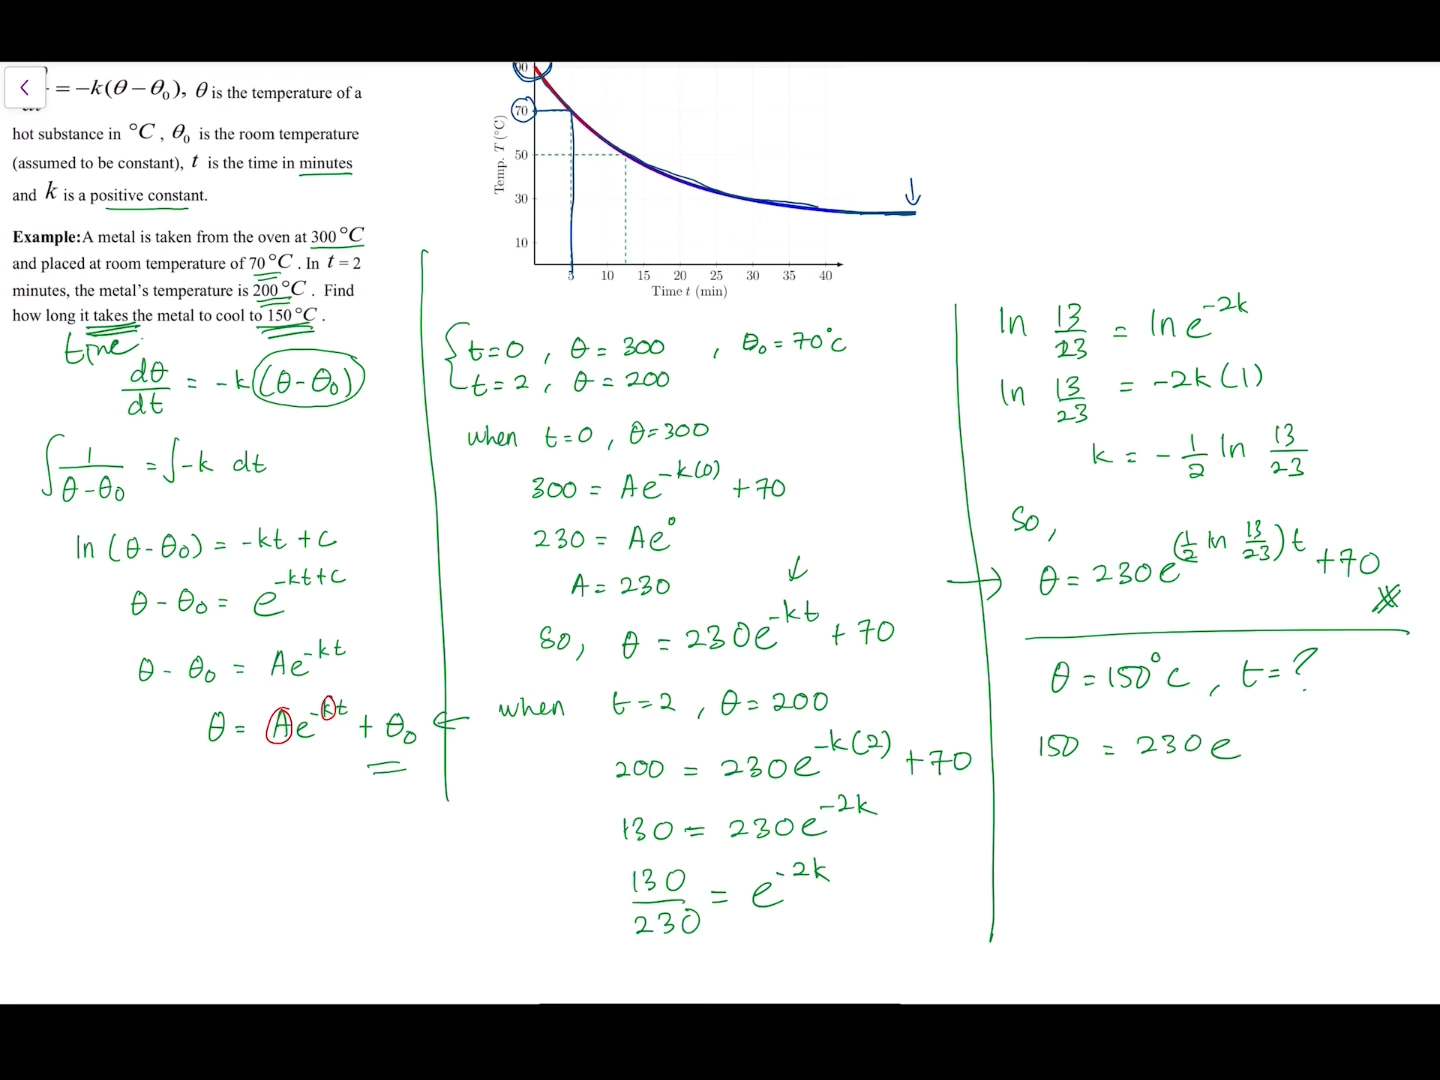 = −k(θ − θ₀), θ is the temperature of a
hot substance in °C, θ₀ is the room temperature
(assumed to be constant), t is the time in minutes
and k is a positive constant.
Example: A metal is taken from the oven at 300 °C
and placed at room temperature of 70 °C. In t = 2
minutes, the metal's temperature is 200 °C. Find
how long it takes the metal to cool to 150 °C.
time
dθ/dt = -k(θ - θ₀)
∫ 1/(θ - θ₀) = ∫ -k dt
ln (θ - θ₀) = -kt + c
θ - θ₀ = e^(-kt+c)
θ - θ₀ = Ae^(-kt)
θ = Ae^(-kt) + θ₀
70
50
30
10
Temp. T (°C)
5 10 15 20 25 30 35 40
Time t (min)
t = 0, θ = 300, θ₀ = 70°C
t = 2, θ = 200
when t = 0, θ = 300
300 = Ae^(-k(0)) + 70
230 = Ae^0
A = 230
So, θ = 230e^(-kt) + 70
when t = 2, θ = 200
200 = 230e^(-k(2)) + 70
130 = 230e^(-2k)
130/230 = e^(-2k)
ln 13/23 = ln e^(-2k)
ln 13/23 = -2k(1)
k = -1/2 ln 13/23
So,
θ = 230e^((1/2 ln 13/23)t) + 70
θ = 150°C, t = ?
150 = 230e